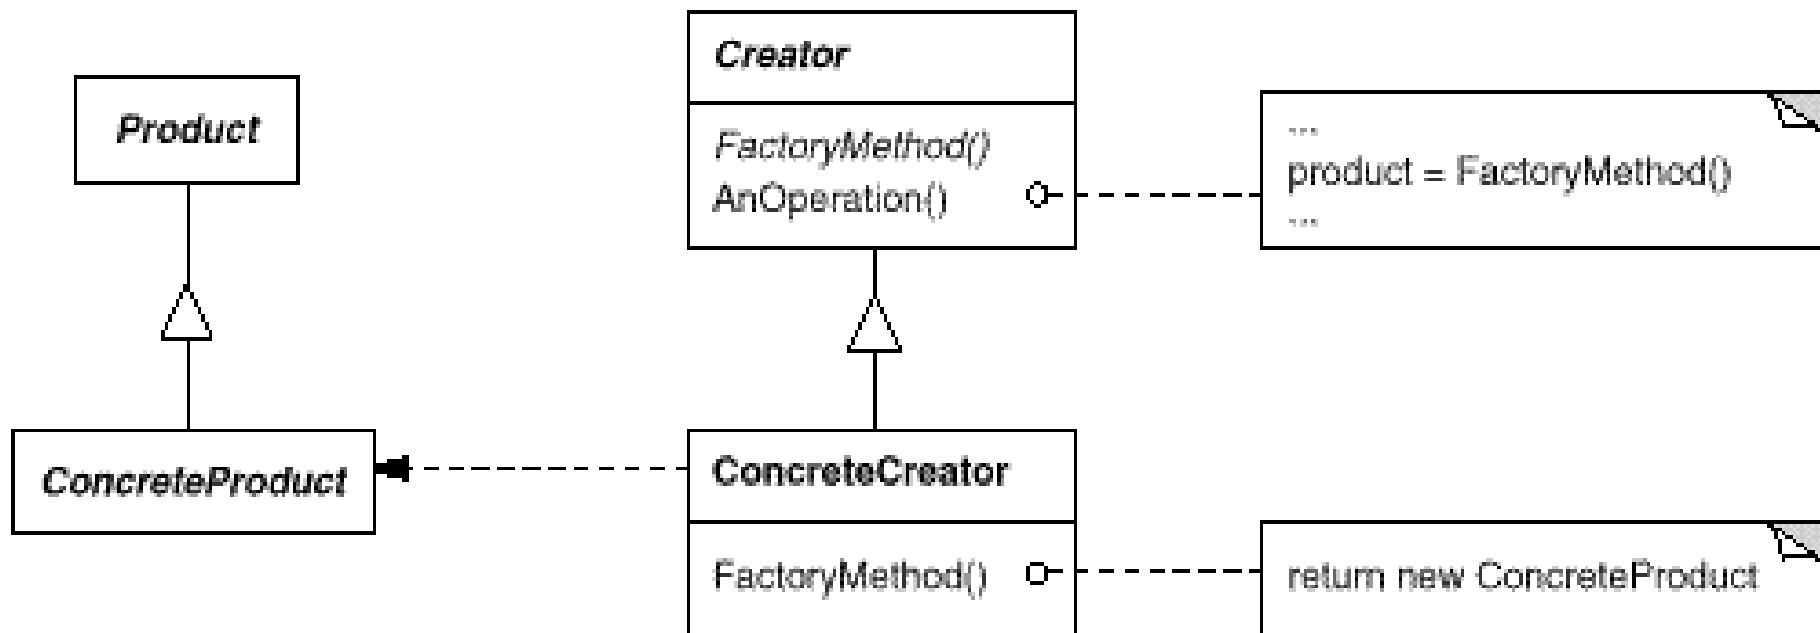 Creator
Product
FactoryMethod()
AnOperation()
...
product = FactoryMethod()
...
ConcreteProduct
ConcreteCreator
FactoryMethod()
return new ConcreteProduct